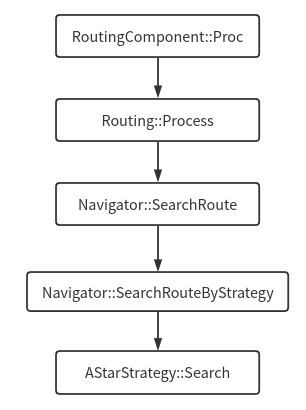 RoutingComponent::Proc
Routing::Process
Navigator::SearchRoute
Navigator::SearchRouteByStrategy
AStarStrategy::Search